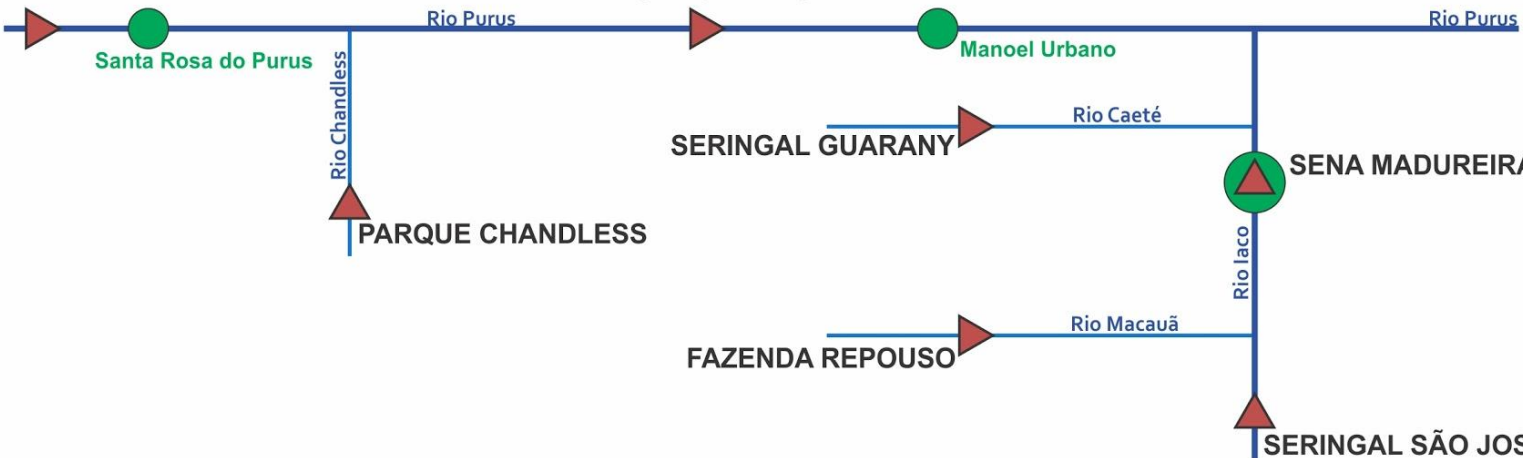 Rio Purus
Rio Purus
Santa Rosa do Purus
Manoel Urbano
Rio Chandless
Rio Caeté
SERINGAL GUARANY
SENA MADUREIRA
PARQUE CHANDLESS
Rio Iaco
Rio Macauã
FAZENDA REPOUSO
SERINGAL SÃO JOS